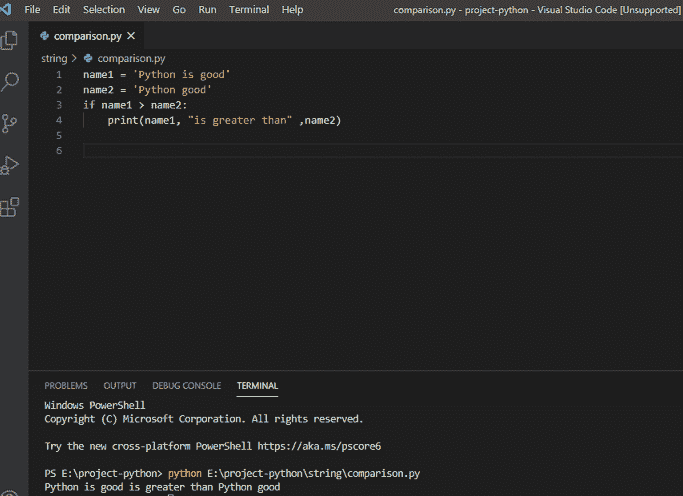 File Edit Selection View Go Run Terminal Help comparison.py - project-python - Visual Studio Code [Unsupported]
comparison.py
string > comparison.py
1 name1 = 'Python is good'
2 name2 = 'Python good'
3 if name1 > name2:
4     print(name1, "is greater than" ,name2)
5
6
PROBLEMS OUTPUT DEBUG CONSOLE TERMINAL
Windows PowerShell
Copyright (C) Microsoft Corporation. All rights reserved.
Try the new cross-platform PowerShell https://aka.ms/pscore6
PS E:\project-python> python E:\project-python\string\comparison.py
Python is good is greater than Python good